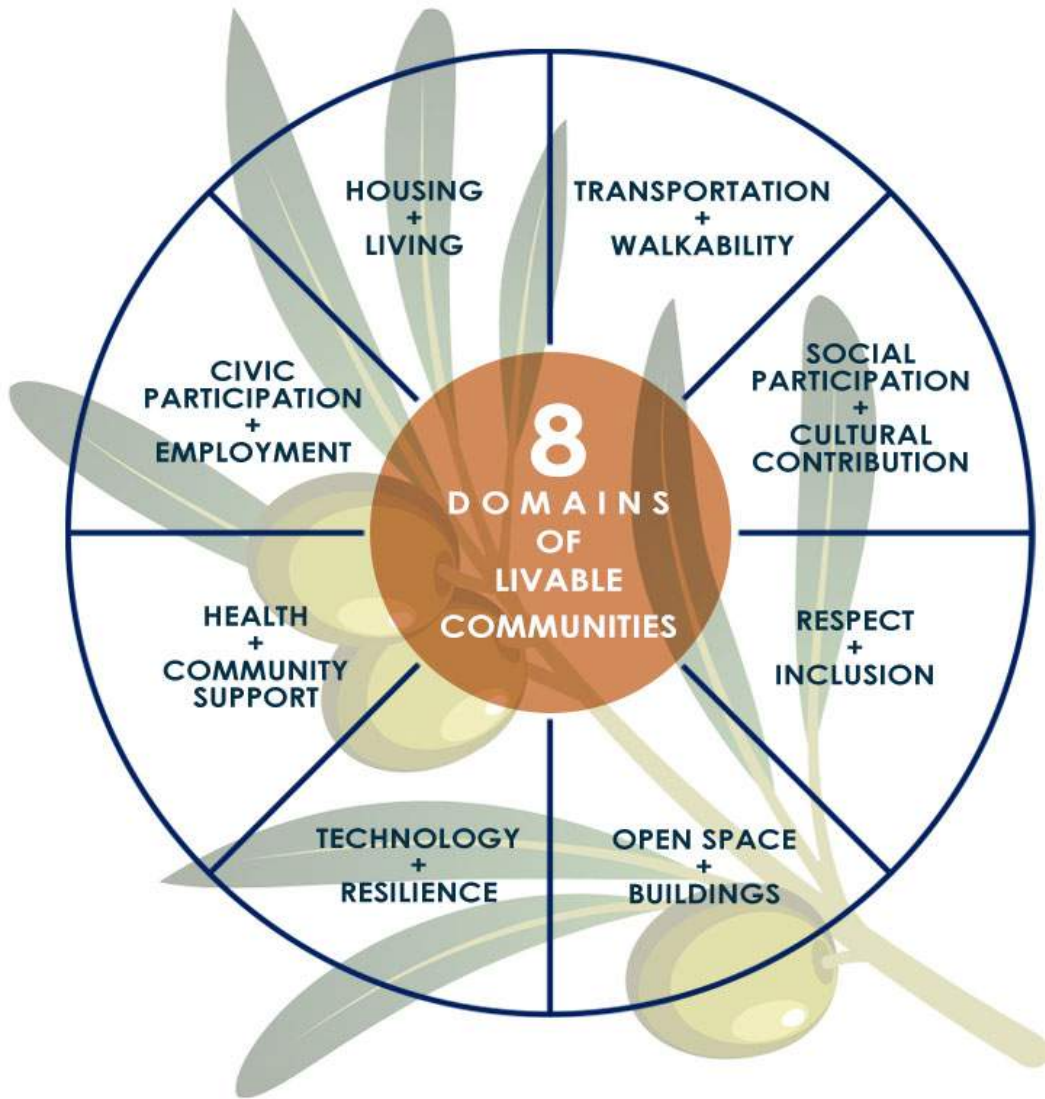 8
DOMAINS
OF
LIVABLE
COMMUNITIES
HOUSING
+
LIVING
TRANSPORTATION
+
WALKABILITY
SOCIAL
PARTICIPATION
+
CULTURAL
CONTRIBUTION
RESPECT
+
INCLUSION
OPEN SPACE
+
BUILDINGS
TECHNOLOGY
+
RESILIENCE
HEALTH
+
COMMUNITY
SUPPORT
CIVIC
PARTICIPATION
+
EMPLOYMENT